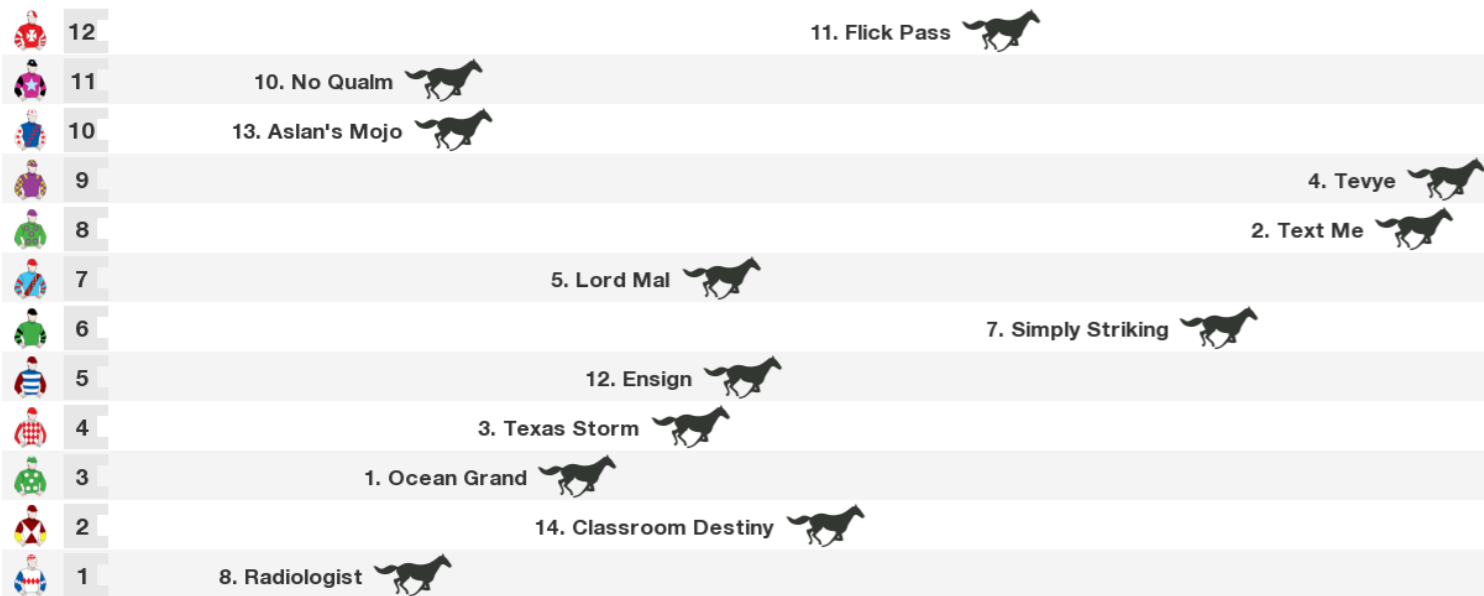 12 11. Flick Pass
11 10. No Qualm
10 13. Aslan's Mojo
9 4. Tevye
8 2. Text Me
7 5. Lord Mal
6 7. Simply Striking
5 12. Ensign
4 3. Texas Storm
3 1. Ocean Grand
2 14. Classroom Destiny
1 8. Radiologist